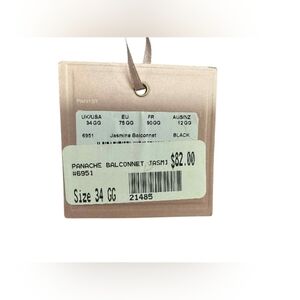 UK/USA EU FR AUS/NZ
34 GG 75 GG 90 GG 12 GG
6951 Jasmine Balconnet BLACK
PANACHE BALCONNET JASMI $82.00
#6951
Size 34 GG 21485